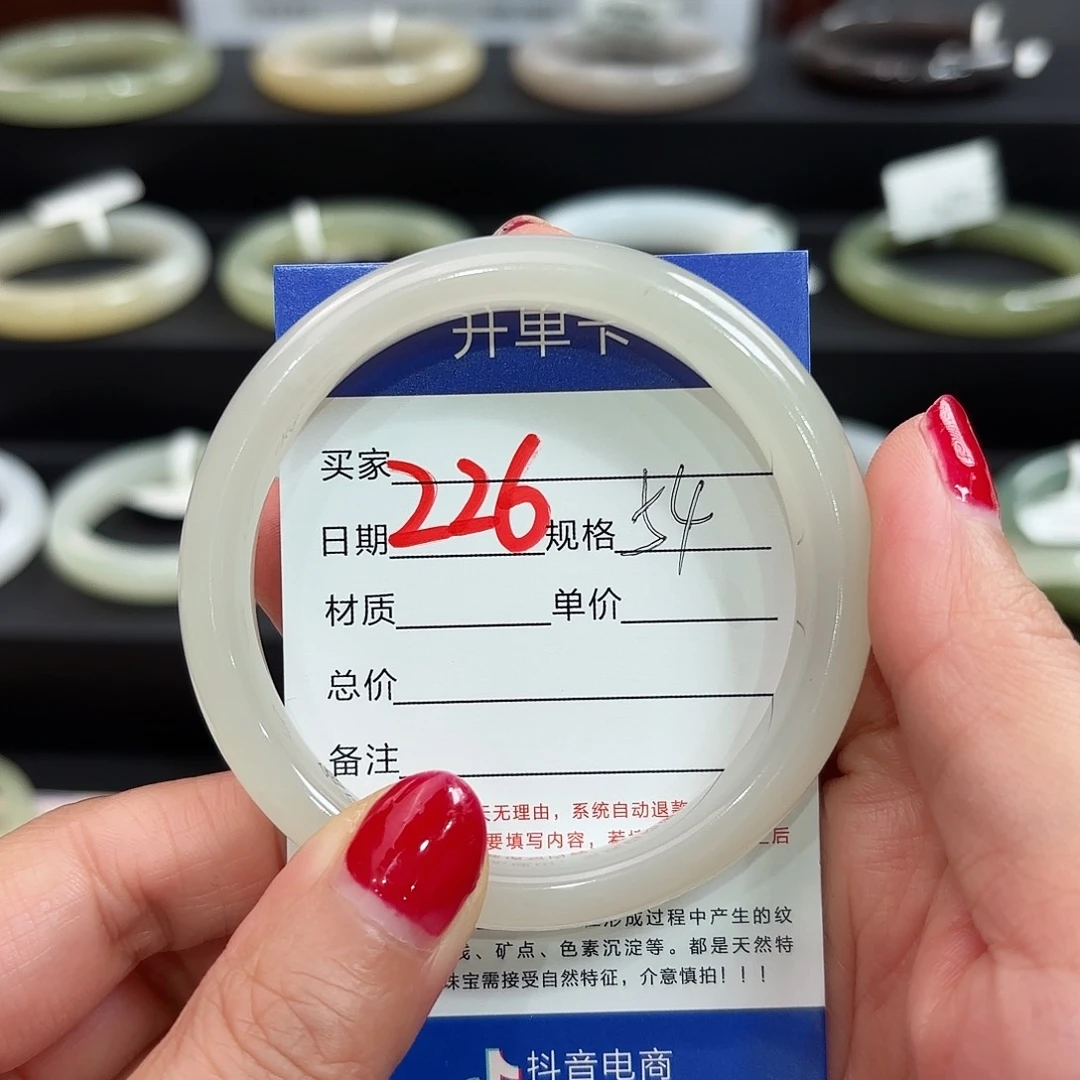 开单卡
买家
226
日期 规格 54
材质 单价
总价
备注
天无理由，系统自动退款
要填写内容，若
后
形成过程中产生的纹
、矿点、色素沉淀等。都是天然特
珠宝需接受自然特征，介意慎拍！！！
抖音电商